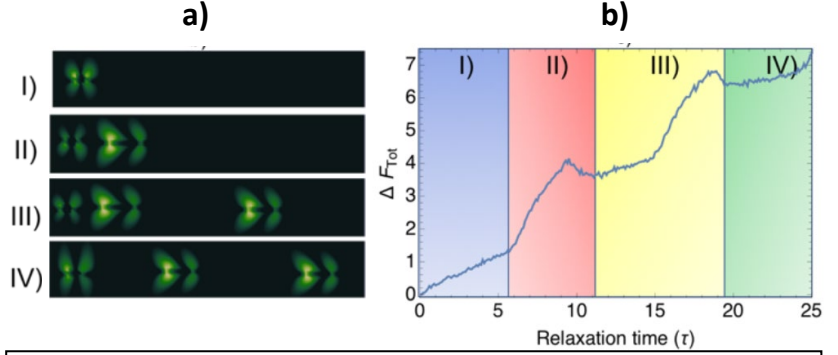 a)
b)
I)
II)
III)
IV)
I)
II)
III)
IV)
Δ F_Tot
7
6
5
4
3
2
1
0
0
5
10
15
20
25
Relaxation time (τ)